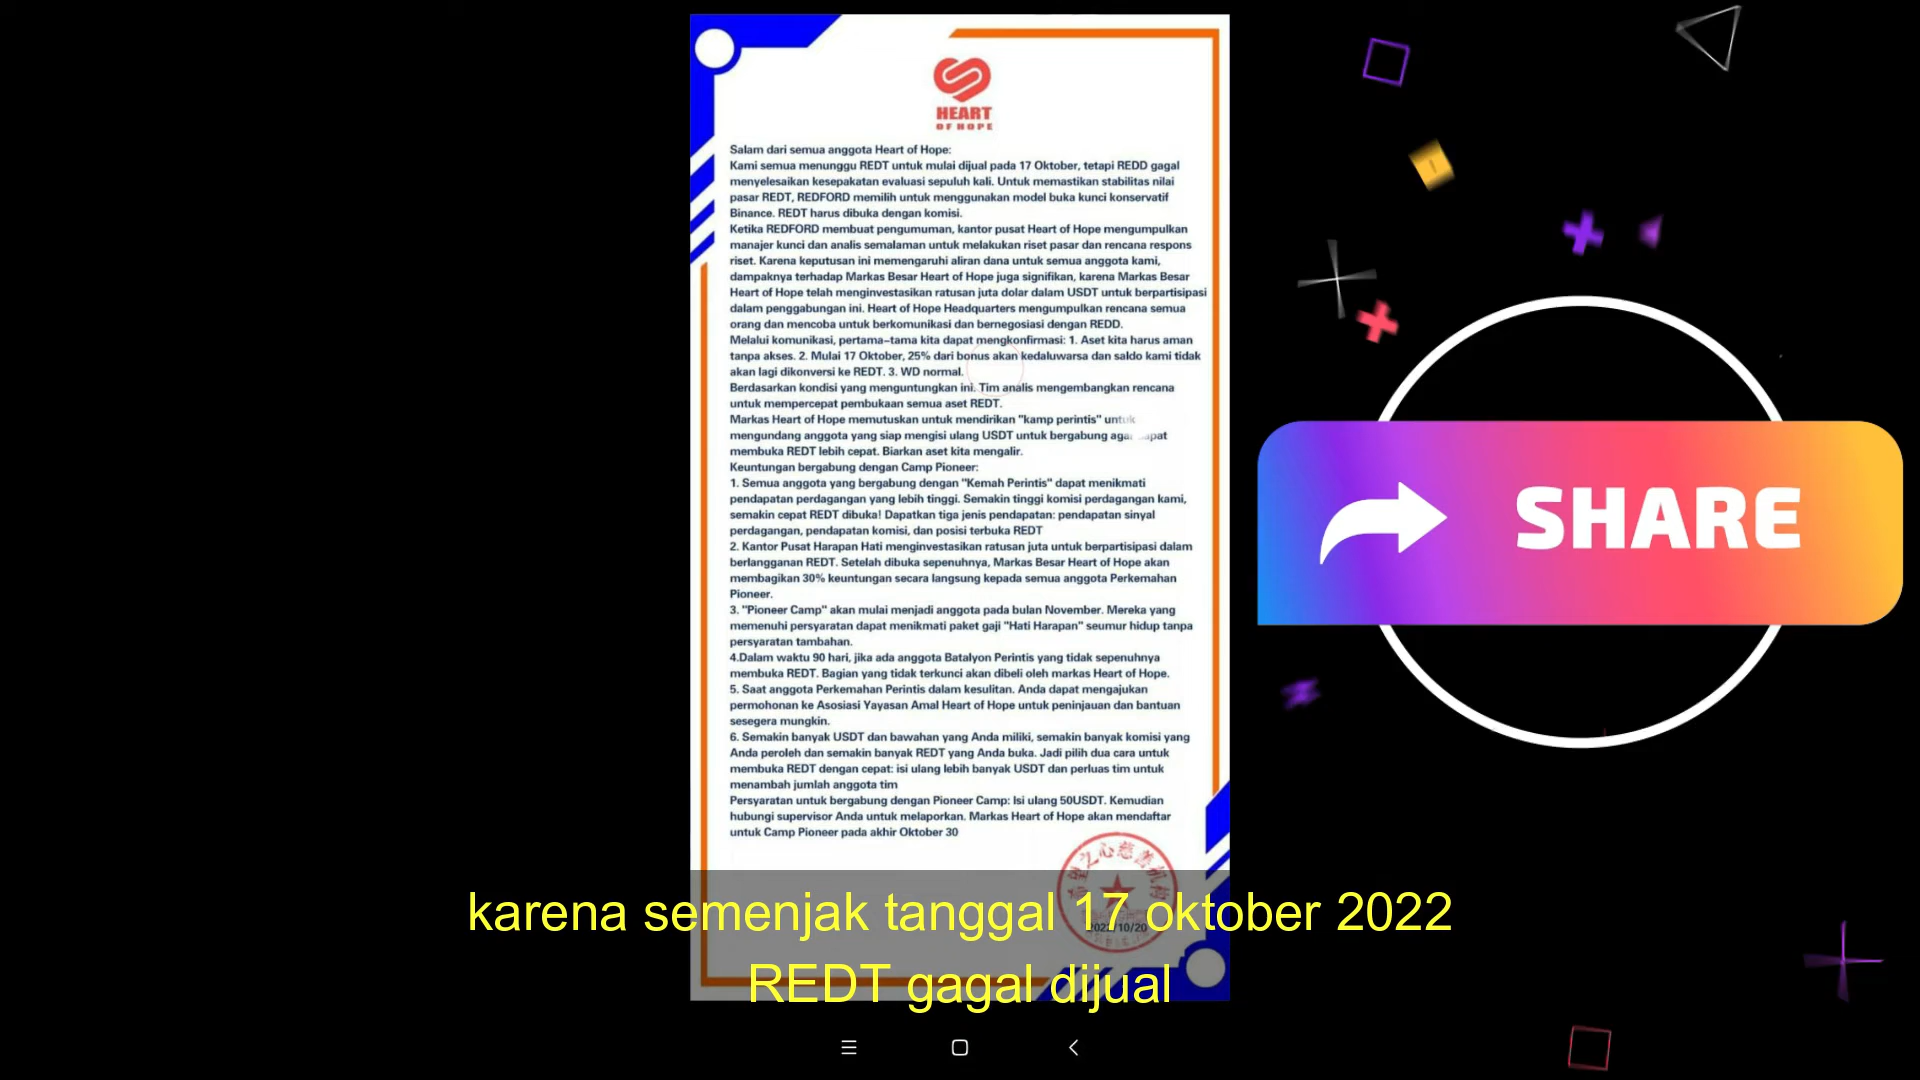 HEART
OF HOPE
Salam dari semua anggota Heart of Hope:
Kami semua menunggu REDT untuk mulai dijual pada 17 Oktober, tetapi REDD gagal
menyelesaikan kesepakatan evaluasi sepuluh kali. Untuk memastikan stabilitas nilai
pasar REDT, REDFORD memilih untuk menggunakan model buka kunci konservatif
Binance. REDT harus dibuka dengan komisi.
Ketika REDFORD membuat pengumuman, kantor pusat Heart of Hope mengumpulkan
manajer kunci dan analis semalaman untuk melakukan riset pasar dan rencana respons
riset. Karena keputusan ini memengaruhi aliran dana untuk semua anggota kami,
dampaknya terhadap Markas Besar Heart of Hope juga signifikan, karena Markas Besar
Heart of Hope telah menginvestasikan ratusan juta dolar dalam USDT untuk berpartisipasi
dalam penggabungan ini. Heart of Hope Headquarters mengumpulkan rencana semua
orang dan mencoba untuk berkomunikasi dan bernegosiasi dengan REDD.
Melalui komunikasi, pertama-tama kita dapat mengkonfirmasi: 1. Aset kita harus aman
tanpa akses. 2. Mulai 17 Oktober, 25% dari bonus akan kedaluwarsa dan saldo kami tidak
akan lagi dikonversi ke REDT. 3. WD normal.
Berdasarkan kondisi yang menguntungkan ini. Tim analis mengembangkan rencana
untuk mempercepat pembukaan semua aset REDT.
Markas Heart of Hope memutuskan untuk mendirikan "kamp perintis" untuk
mengundang anggota yang siap mengisi ulang USDT untuk bergabung agar dapat
membuka REDT lebih cepat. Biarkan aset kita mengalir.
Keuntungan bergabung dengan Camp Pioneer:
1. Semua anggota yang bergabung dengan "Kemah Perintis" dapat menikmati
pendapatan perdagangan yang lebih tinggi. Semakin tinggi komisi perdagangan kami,
semakin cepat REDT dibuka! Dapatkan tiga jenis pendapatan: pendapatan sinyal
perdagangan, pendapatan komisi, dan posisi terbuka REDT
2. Kantor Pusat Harapan Hati menginvestasikan ratusan juta untuk berpartisipasi dalam
berlangganan REDT. Setelah dibuka sepenuhnya, Markas Besar Heart of Hope akan
membagikan 30% keuntungan secara langsung kepada semua anggota Perkemahan
Pioneer.
3. "Pioneer Camp" akan mulai menjadi anggota pada bulan November. Mereka yang
memenuhi persyaratan dapat menikmati paket gaji "Hati Harapan" seumur hidup tanpa
persyaratan tambahan.
4.Dalam waktu 90 hari, jika ada anggota Batalyon Perintis yang tidak sepenuhnya
membuka REDT. Bagian yang tidak terkunci akan dibeli oleh markas Heart of Hope.
5. Saat anggota Perkemahan Perintis dalam kesulitan. Anda dapat mengajukan
permohonan ke Asosiasi Yayasan Amal Heart of Hope untuk peninjauan dan bantuan
sesegera mungkin.
6. Semakin banyak USDT dan bawahan yang Anda miliki, semakin banyak komisi yang
Anda peroleh dan semakin banyak REDT yang Anda buka. Jadi pilih dua cara untuk
membuka REDT dengan cepat: isi ulang lebih banyak USDT dan perluas tim untuk
menambah jumlah anggota tim
Persyaratan untuk bergabung dengan Pioneer Camp: Isi ulang 50USDT. Kemudian
hubungi supervisor Anda untuk melaporkan. Markas Heart of Hope akan mendaftar
untuk Camp Pioneer pada akhir Oktober 30
希望之心慈善机构
2022/10/20
SHARE
karena semenjak tanggal 17 oktober 2022
REDT gagal dijual